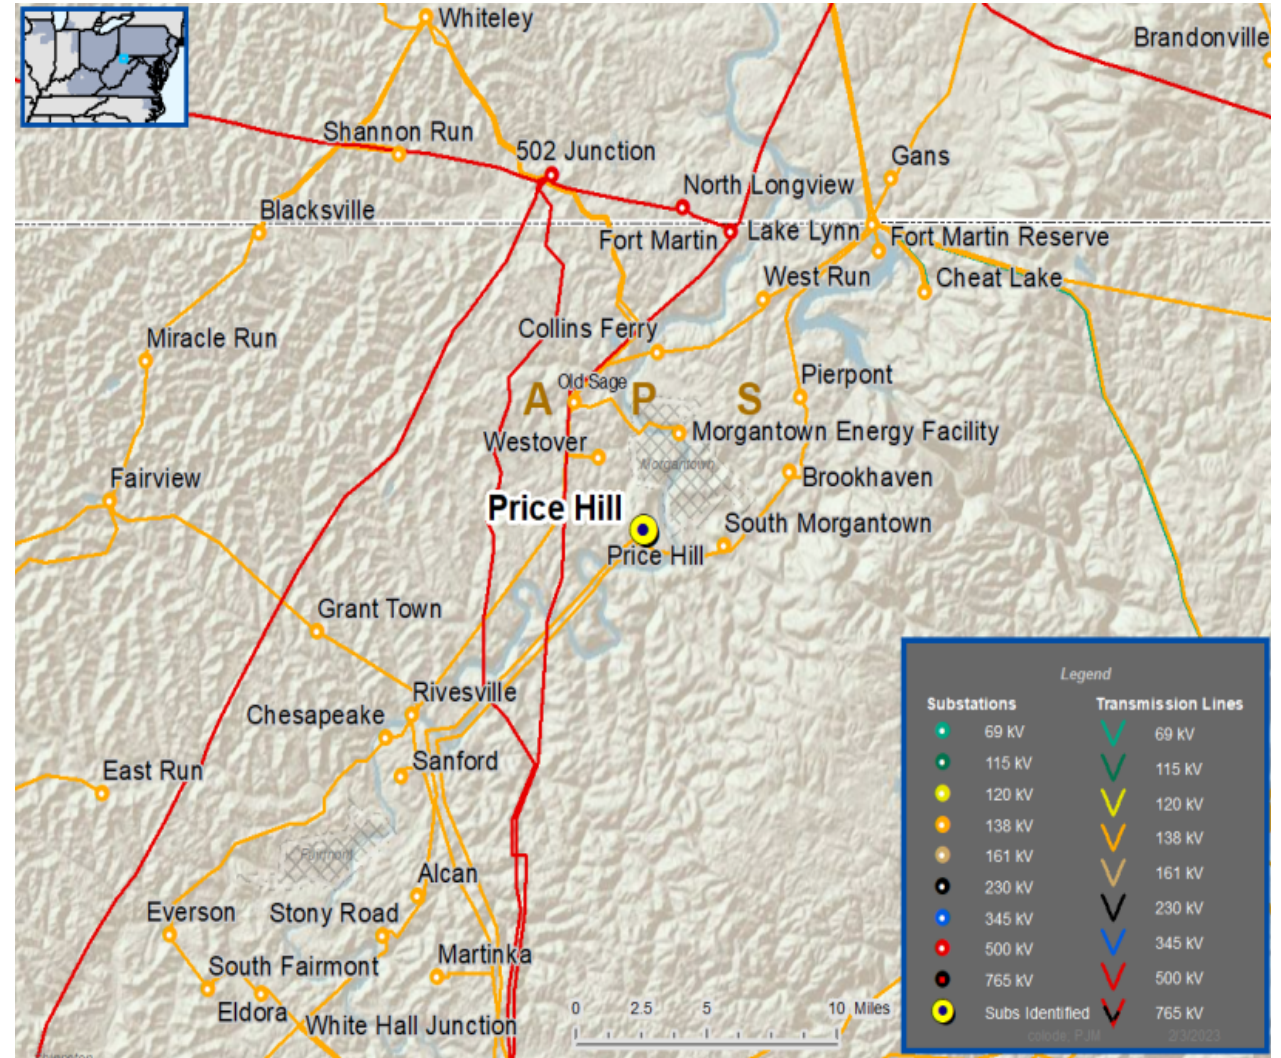 Whiteley
Brandonville
Shannon Run
502 Junction
Gans
North Longview
Blacksville
Fort Martin
Lake Lynn
Fort Martin Reserve
West Run
Cheat Lake
Collins Ferry
Miracle Run
Old Sage
Pierpont
A P S
Westover
Morgantown Energy Facility
Morgantown
Fairview
Brookhaven
Price Hill
South Morgantown
Price Hill
Grant Town
Rivesville
Chesapeake
Sanford
East Run
Fairmont
Alcan
Everson
Stony Road
Martinka
South Fairmont
Eldora
White Hall Junction
0 2.5 5 10 Miles
Legend
Substations Transmission Lines
69 kV 69 kV
115 kV 115 kV
120 kV 120 kV
138 kV 138 kV
161 kV 161 kV
230 kV 230 kV
345 kV 345 kV
500 kV 500 kV
765 kV 765 kV
Subs Identified
colode, PJM 2/3/2023